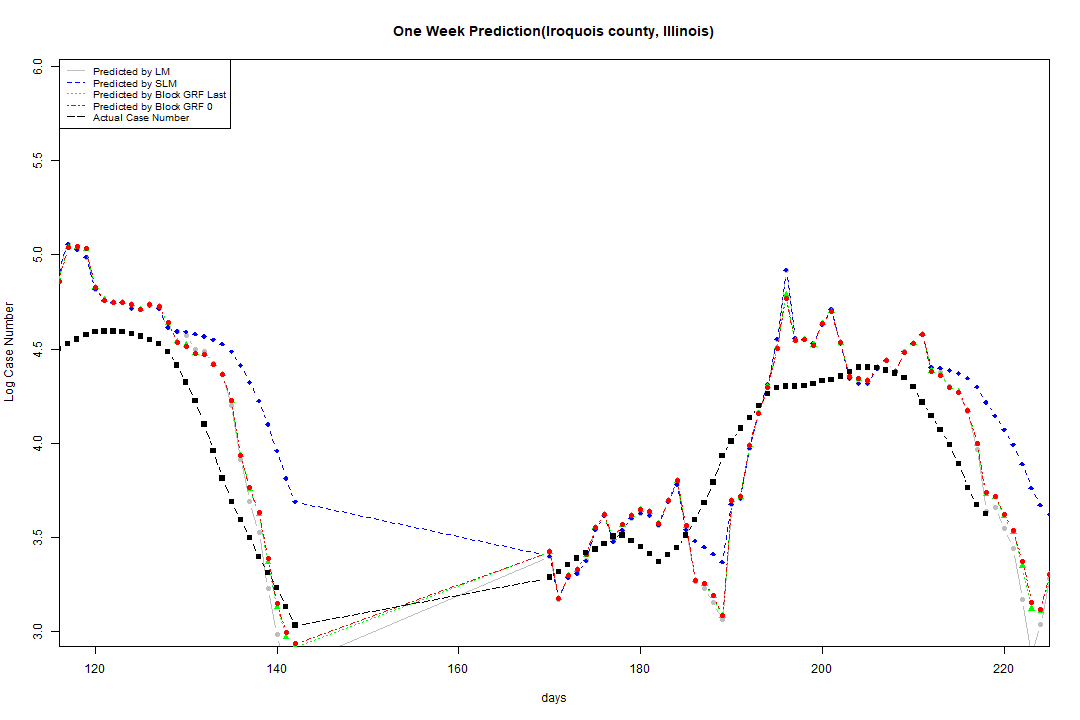 One Week Prediction(Iroquois county, Illinois)
Predicted by LM
Predicted by SLM
Predicted by Block GRF Last
Predicted by Block GRF 0
Actual Case Number
Log Case Number
6.0
5.5
5.0
4.5
4.0
3.5
3.0
120 140 160 180 200 220
days